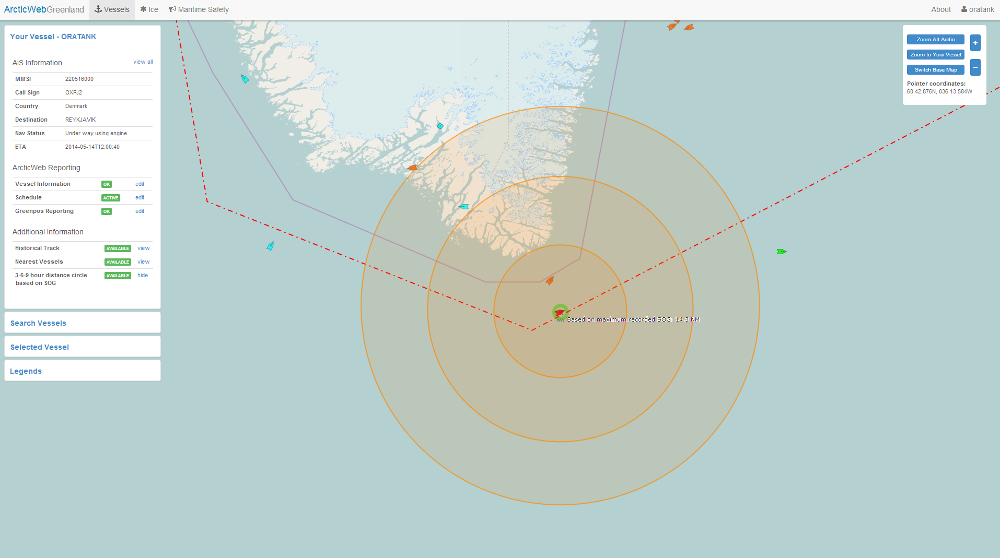 ArcticWebGreenland Vessels Ice Maritime Safety About oratank
Your Vessel - ORATANK
AIS Information view all
MMSI 220516000
Call Sign OXPJ2
Country Denmark
Destination REYKJAVIK
Nav Status Under way using engine
ETA 2014-05-14T12:00:40
ArcticWeb Reporting
Vessel Information OK edit
Schedule ACTIVE edit
Greenpos Reporting OK edit
Additional Information
Historical Track AVAILABLE view
Nearest Vessels AVAILABLE view
3-6-9 hour distance circle AVAILABLE hide
based on SOG
Search Vessels
Selected Vessel
Legends
Zoom All Arctic
+
Zoom to Your Vessel
Switch Base Map
−
Pointer coordinates:
60 42.876N, 036 13.584W
AW Based on maximum recorded SOG: 14.3 NM